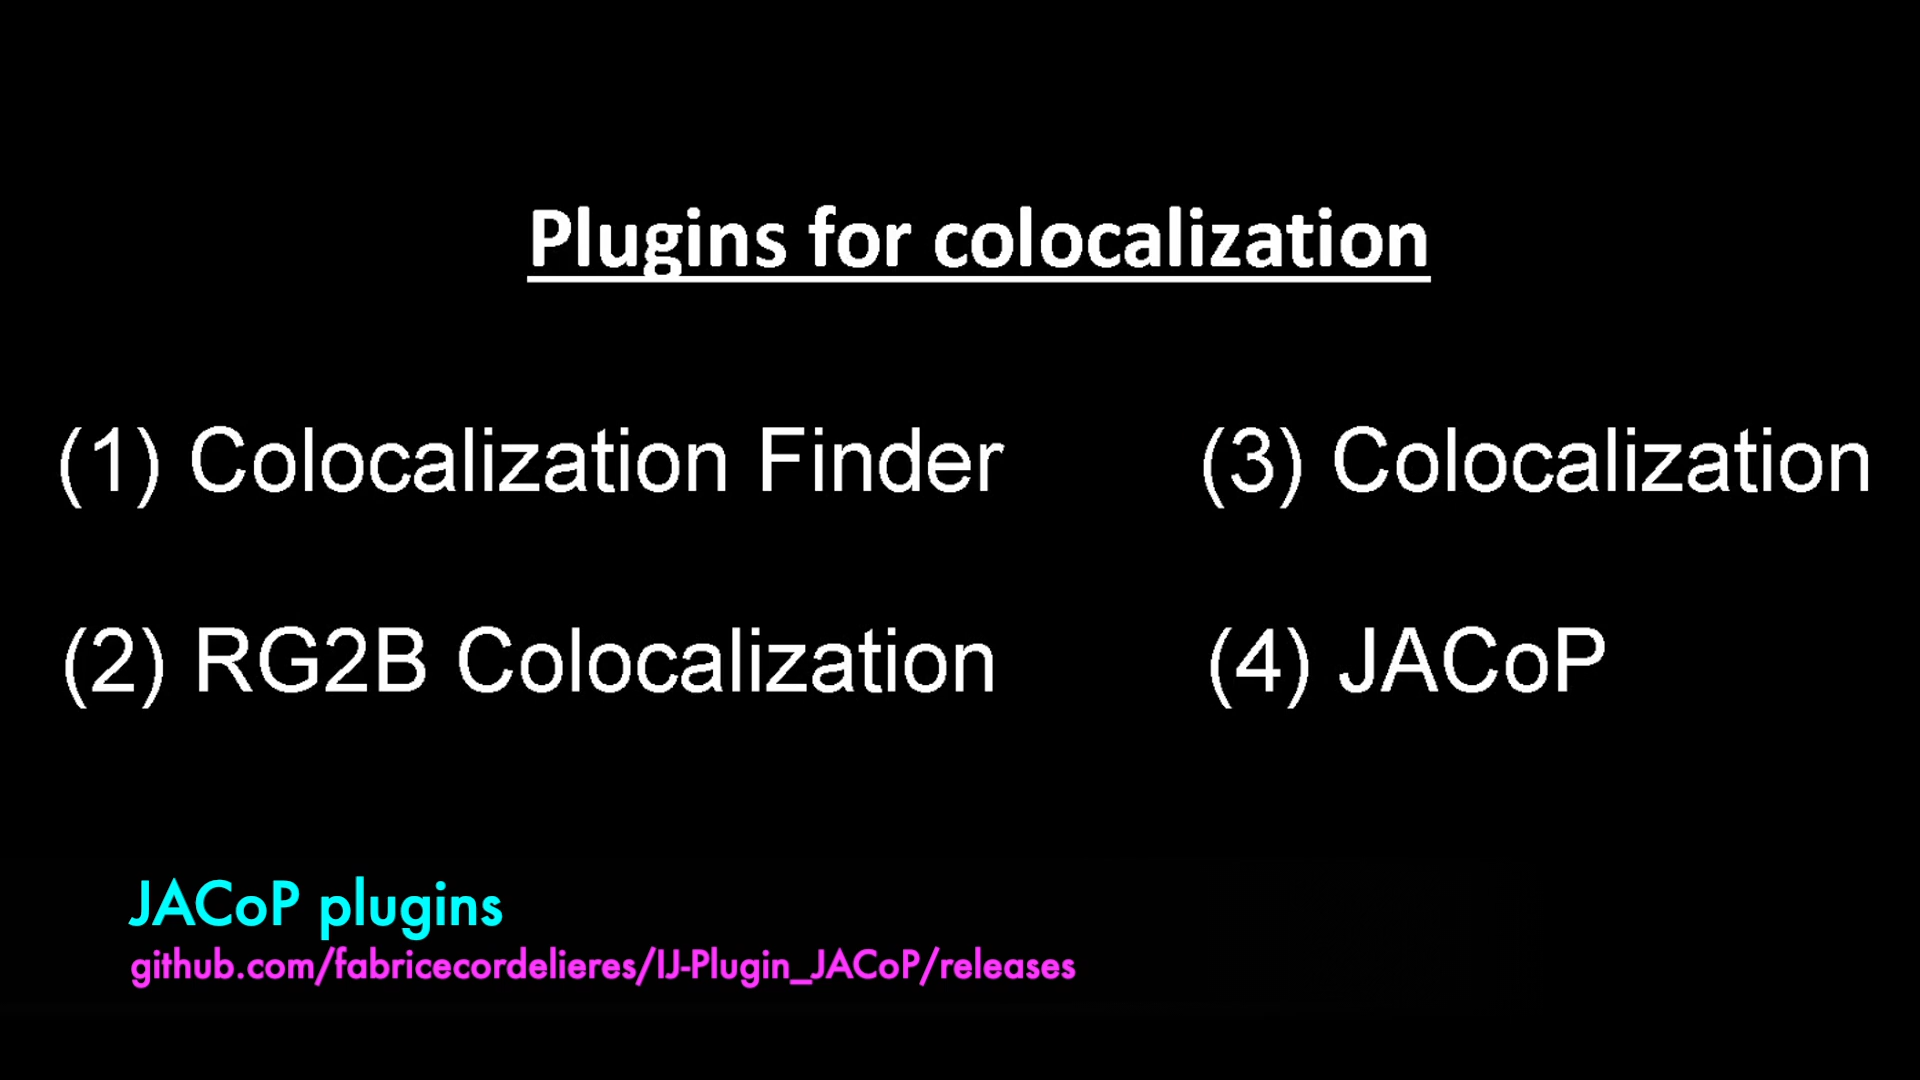 Plugins for colocalization
(1) Colocalization Finder
(3) Colocalization
(2) RG2B Colocalization
(4) JACoP
JACoP plugins
github.com/fabricecordelieres/IJ-Plugin_JACoP/releases